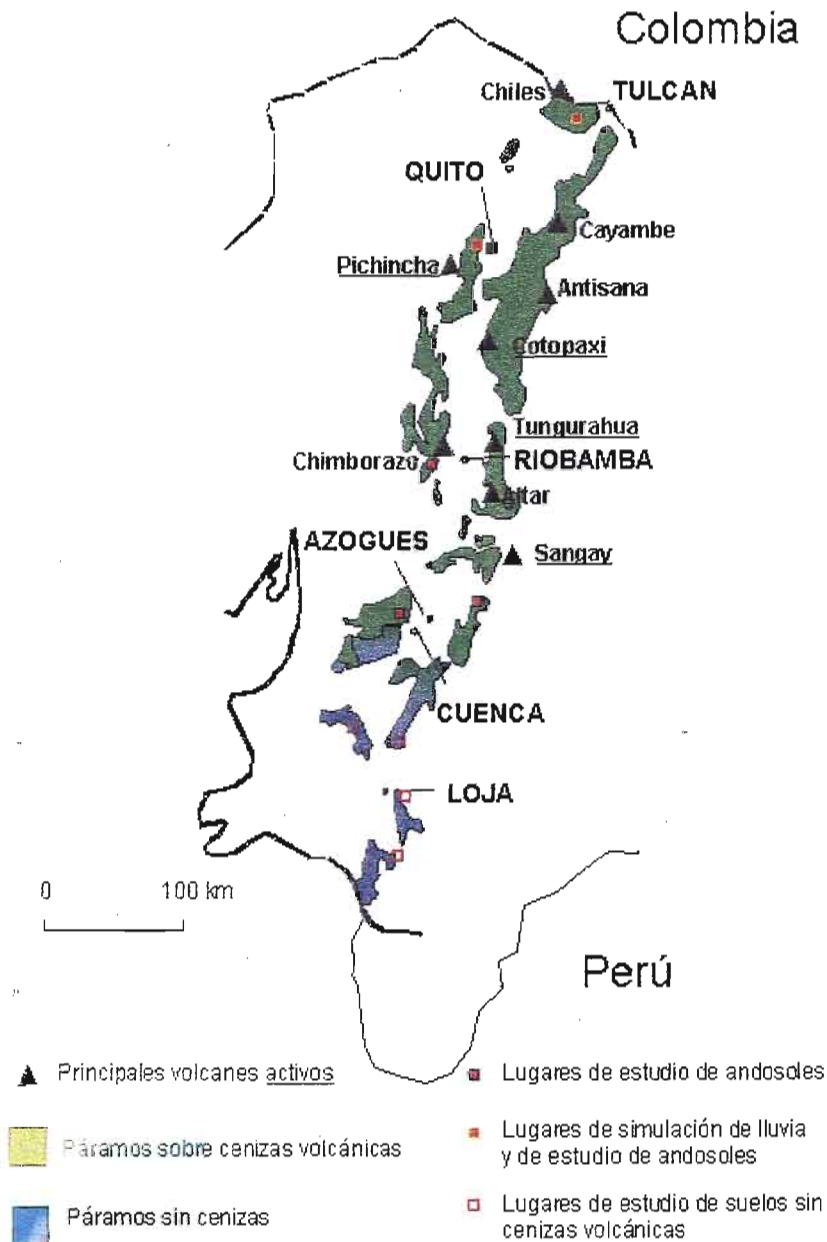 Colombia
Chiles
TULCAN
QUITO
Cayambe
Pichincha
Antisana
Cotopaxi
Tungurahua
Chimborazo
RIOBAMBA
Altar
AZOGUES
Sangay
CUENCA
LOJA
0 100 km
Perú
Principales volcanes activos
Páramos sobre cenizas volcánicas
Páramos sin cenizas
Lugares de estudio de andosoles
Lugares de simulación de lluvia
y de estudio de andosoles
Lugares de estudio de suelos sin
cenizas volcánicas